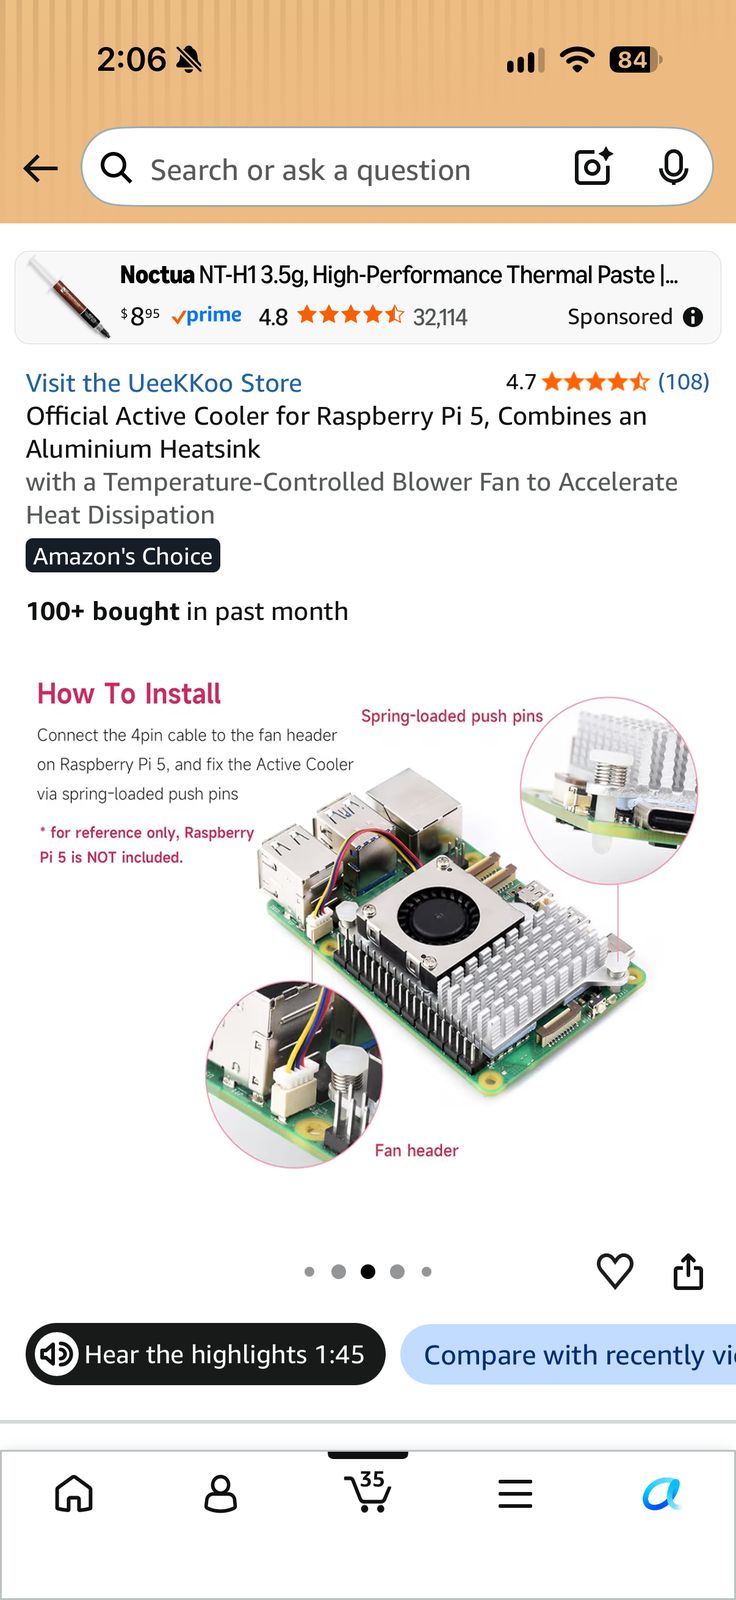 2:06
84
Search or ask a question
Noctua NT-H1 3.5g, High-Performance Thermal Paste |...
$8.95 prime 4.8 32,114 Sponsored
Visit the UeeKKoo Store 4.7 (108)
Official Active Cooler for Raspberry Pi 5, Combines an
Aluminium Heatsink
with a Temperature-Controlled Blower Fan to Accelerate
Heat Dissipation
Amazon's Choice
100+ bought in past month
How To Install
Connect the 4pin cable to the fan header
on Raspberry Pi 5, and fix the Active Cooler
via spring-loaded push pins
* for reference only, Raspberry
Pi 5 is NOT included.
Spring-loaded push pins
Fan header
Hear the highlights 1:45
Compare with recently vi
35